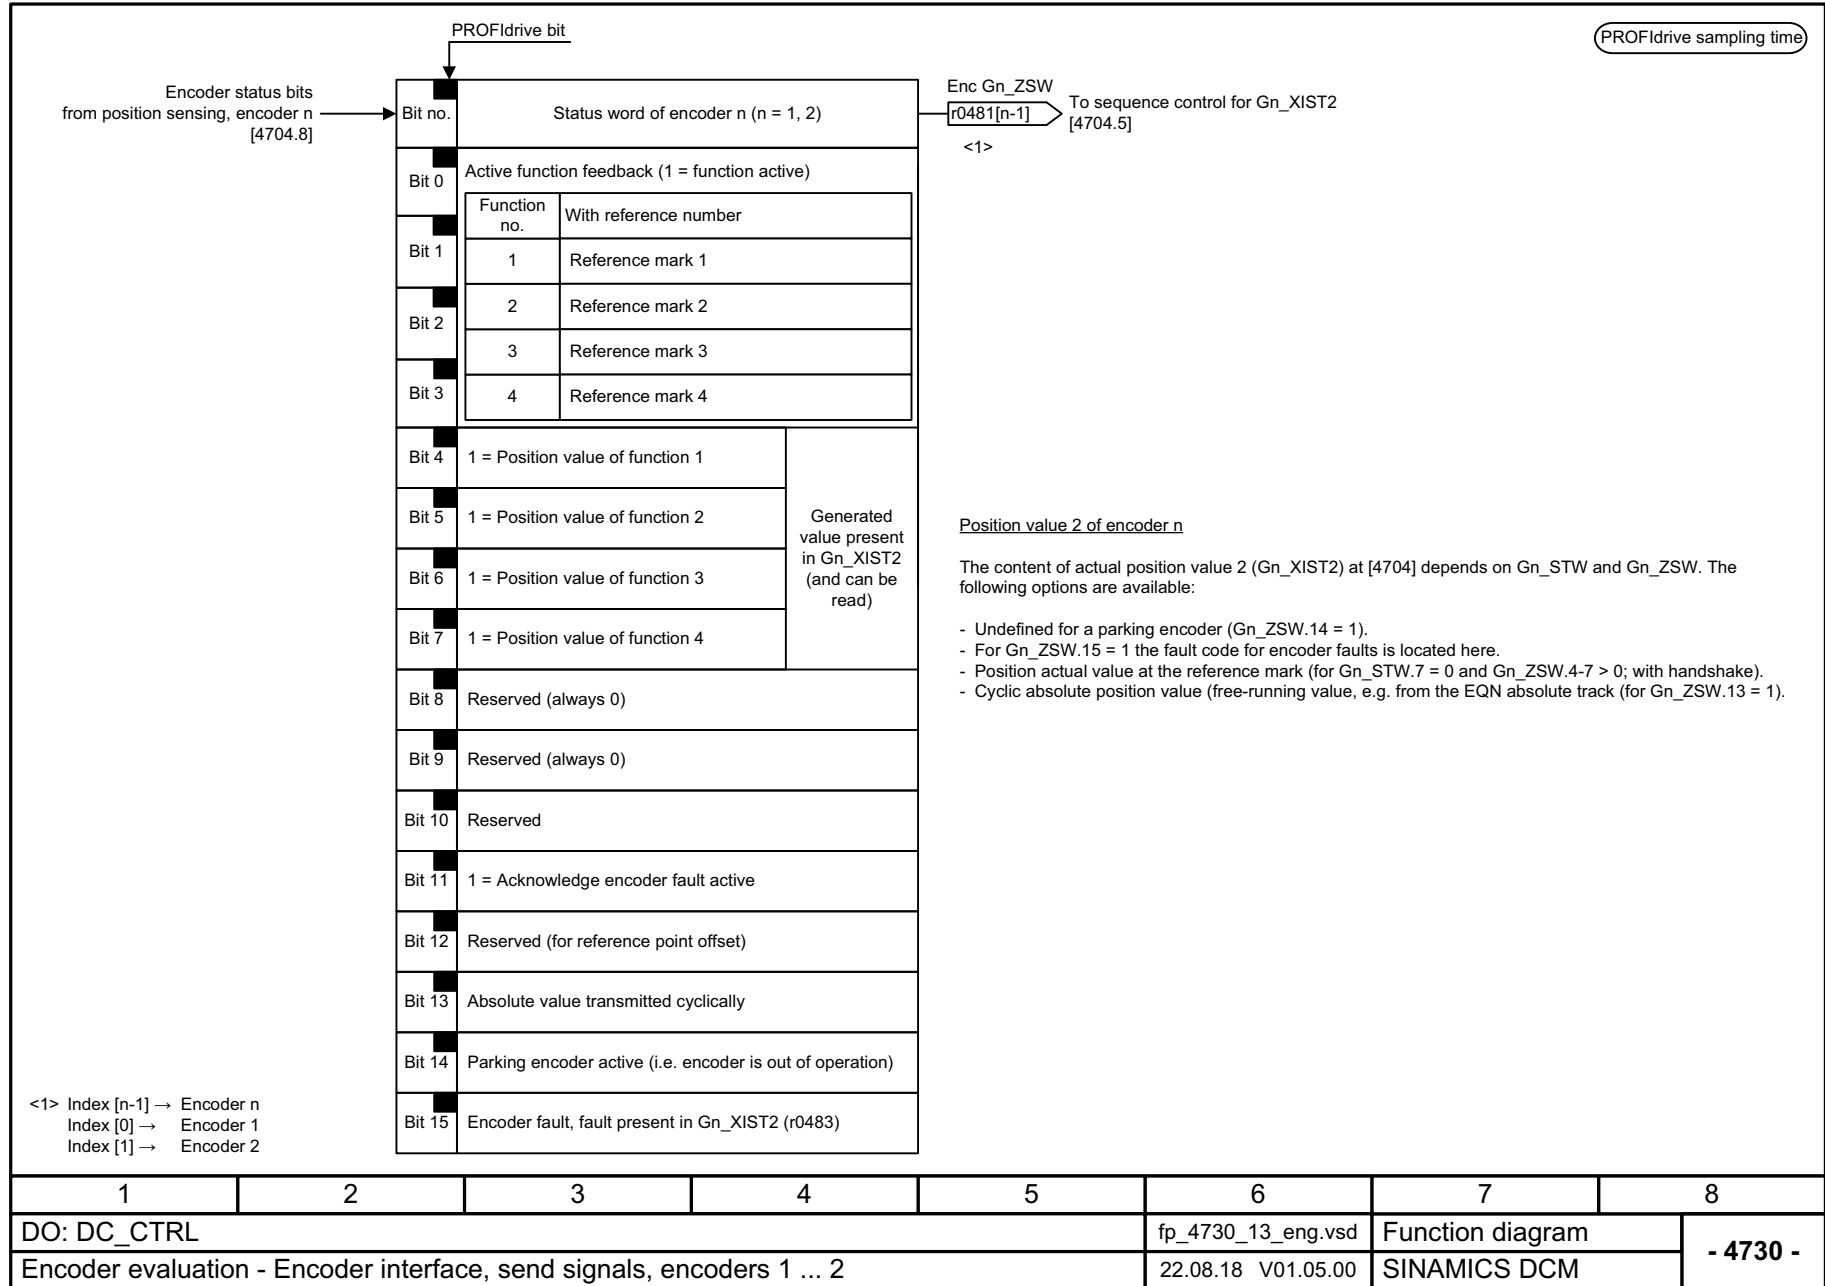 PROFIdrive bit
PROFIdrive sampling time
Encoder status bits
from position sensing, encoder n
[4704.8]
Bit no.
Status word of encoder n (n = 1, 2)
Enc Gn_ZSW
r0481[n-1]
To sequence control for Gn_XIST2
[4704.5]
<1>
Bit 0
Active function feedback (1 = function active)
Function
no.
With reference number
Bit 1
1
Reference mark 1
Bit 2
2
Reference mark 2
3
Reference mark 3
Bit 3
4
Reference mark 4
Bit 4
1 = Position value of function 1
Bit 5
1 = Position value of function 2
Bit 6
1 = Position value of function 3
Bit 7
1 = Position value of function 4
Generated
value present
in Gn_XIST2
(and can be
read)
Position value 2 of encoder n
The content of actual position value 2 (Gn_XIST2) at [4704] depends on Gn_STW and Gn_ZSW. The
following options are available:
- Undefined for a parking encoder (Gn_ZSW.14 = 1).
- For Gn_ZSW.15 = 1 the fault code for encoder faults is located here.
- Position actual value at the reference mark (for Gn_STW.7 = 0 and Gn_ZSW.4-7 > 0; with handshake).
- Cyclic absolute position value (free-running value, e.g. from the EQN absolute track (for Gn_ZSW.13 = 1).
Bit 8
Reserved (always 0)
Bit 9
Reserved (always 0)
Bit 10
Reserved
Bit 11
1 = Acknowledge encoder fault active
Bit 12
Reserved (for reference point offset)
Bit 13
Absolute value transmitted cyclically
Bit 14
Parking encoder active (i.e. encoder is out of operation)
Bit 15
Encoder fault, fault present in Gn_XIST2 (r0483)
<1> Index [n-1] → Encoder n
Index [0] → Encoder 1
Index [1] → Encoder 2
1 2 3 4 5 6 7 8
DO: DC_CTRL
fp_4730_13_eng.vsd
Function diagram
- 4730 -
Encoder evaluation - Encoder interface, send signals, encoders 1 ... 2
22.08.18 V01.05.00
SINAMICS DCM